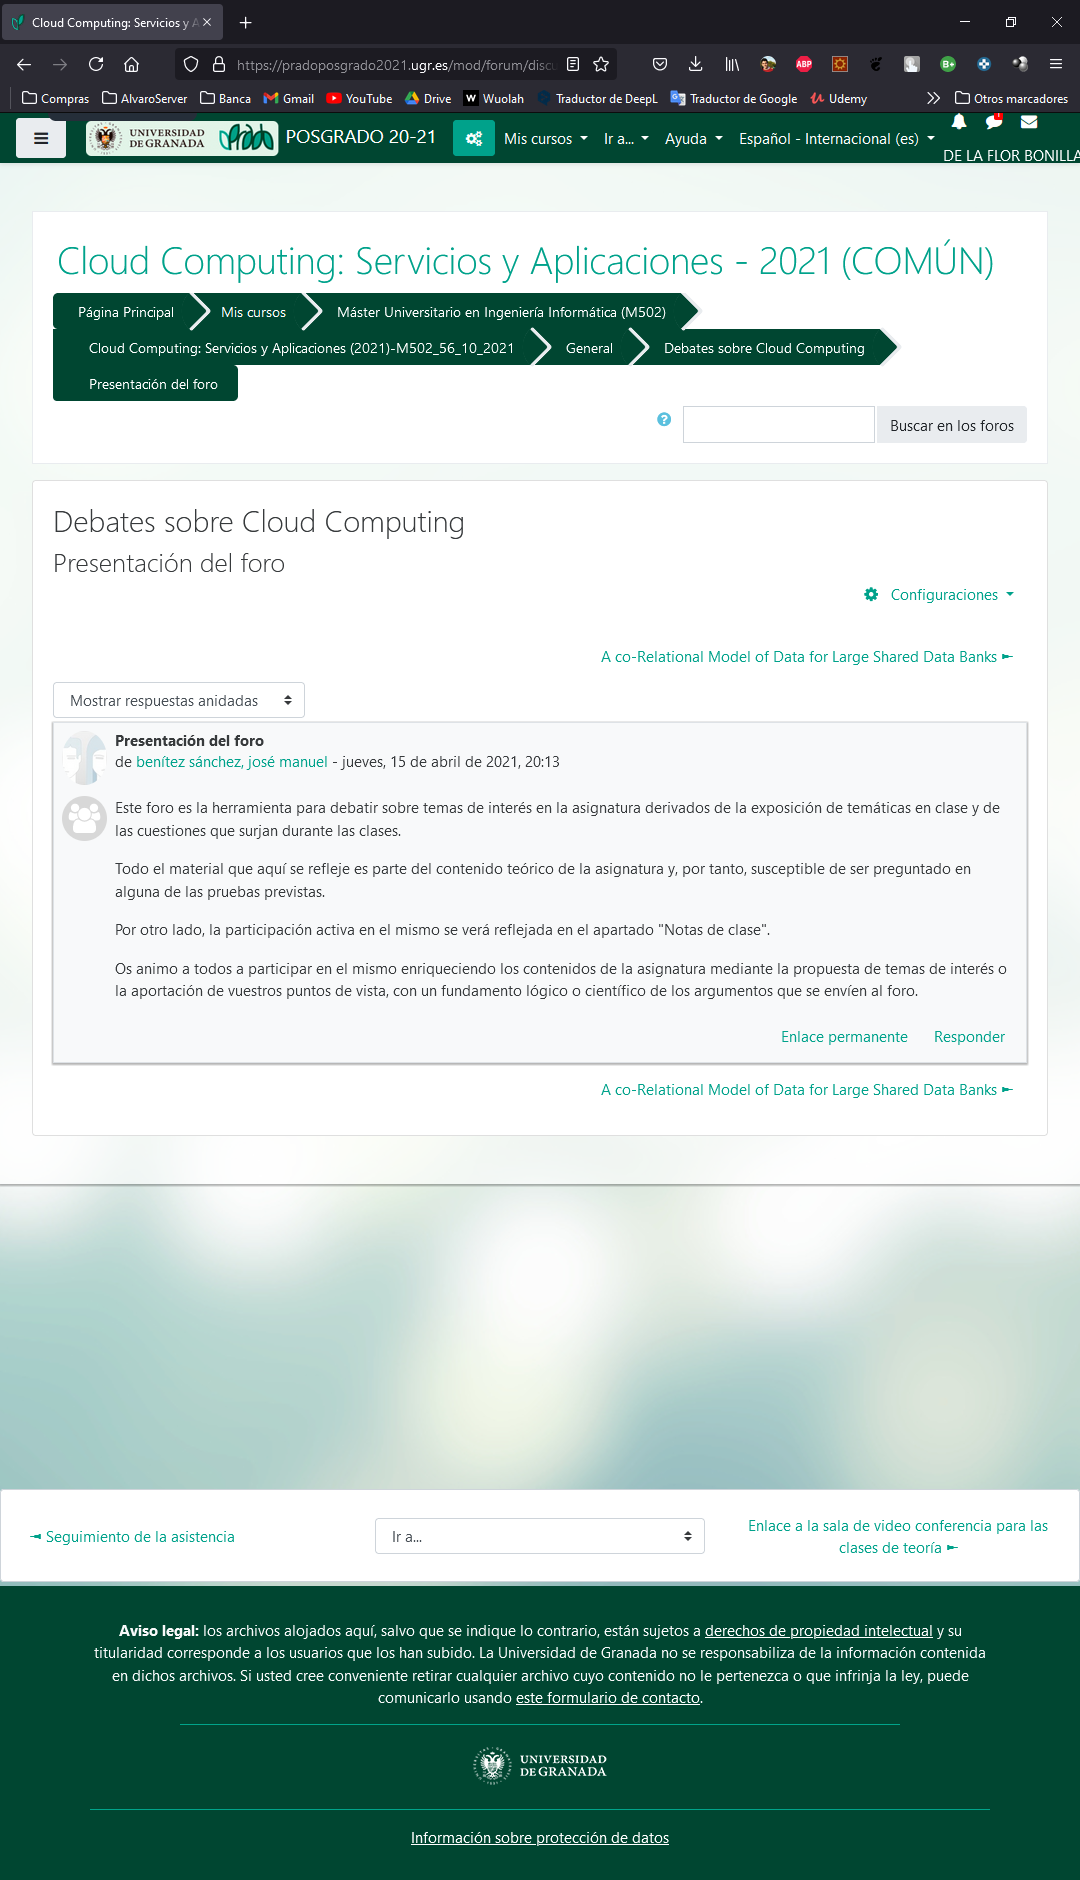 Cloud Computing: Servicios y A
https://pradoposgrado2021.ugr.es/mod/forum/discu
ABP
B+
Compras AlvaroServer Banca Gmail YouTube Drive Wuolah Traductor de DeepL Traductor de Google Udemy Otros marcadores
UNIVERSIDAD DE GRANADA POSGRADO 20-21 Mis cursos Ir a... Ayuda Español - Internacional (es)
DE LA FLOR BONILLA
Cloud Computing: Servicios y Aplicaciones - 2021 (COMÚN)
Página Principal Mis cursos Máster Universitario en Ingeniería Informática (M502)
Cloud Computing: Servicios y Aplicaciones (2021)-M502_56_10_2021 General Debates sobre Cloud Computing
Presentación del foro
? Buscar en los foros
Debates sobre Cloud Computing
Presentación del foro
Configuraciones
A co-Relational Model of Data for Large Shared Data Banks ►
Mostrar respuestas anidadas
Presentación del foro
de benítez sánchez, josé manuel - jueves, 15 de abril de 2021, 20:13
Este foro es la herramienta para debatir sobre temas de interés en la asignatura derivados de la exposición de temáticas en clase y de
las cuestiones que surjan durante las clases.
Todo el material que aquí se refleje es parte del contenido teórico de la asignatura y, por tanto, susceptible de ser preguntado en
alguna de las pruebas previstas.
Por otro lado, la participación activa en el mismo se verá reflejada en el apartado "Notas de clase".
Os animo a todos a participar en el mismo enriqueciendo los contenidos de la asignatura mediante la propuesta de temas de interés o
la aportación de vuestros puntos de vista, con un fundamento lógico o científico de los argumentos que se envíen al foro.
Enlace permanente Responder
A co-Relational Model of Data for Large Shared Data Banks ►
◄ Seguimiento de la asistencia
Ir a...
Enlace a la sala de video conferencia para las
clases de teoría ►
Aviso legal: los archivos alojados aquí, salvo que se indique lo contrario, están sujetos a derechos de propiedad intelectual y su
titularidad corresponde a los usuarios que los han subido. La Universidad de Granada no se responsabiliza de la información contenida
en dichos archivos. Si usted cree conveniente retirar cualquier archivo cuyo contenido no le pertenezca o que infrinja la ley, puede
comunicarlo usando este formulario de contacto.
UNIVERSIDAD
DE GRANADA
Información sobre protección de datos